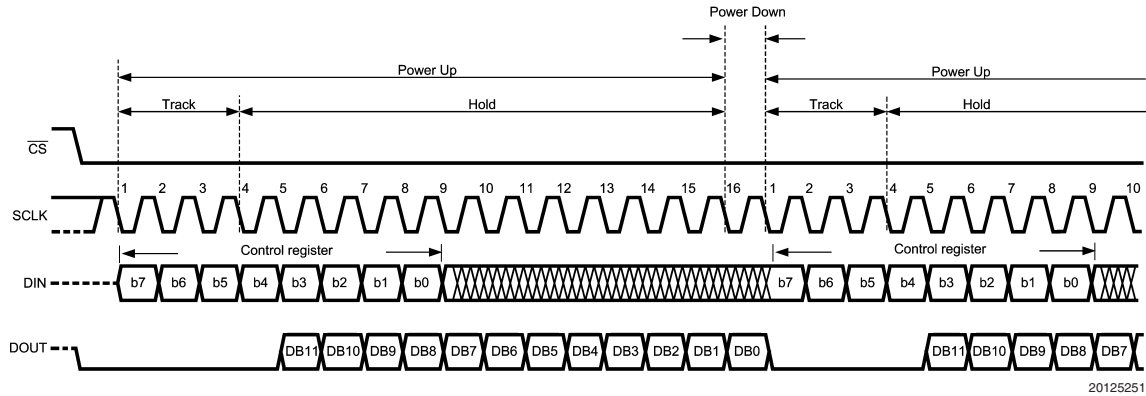 Power Down
Power Up
Power Up
Track
Hold
Track
Hold
CS
1 2 3 4 5 6 7 8 9 10 11 12 13 14 15 16 1 2 3 4 5 6 7 8 9 10
SCLK
Control register
Control register
DIN b7 b6 b5 b4 b3 b2 b1 b0 b7 b6 b5 b4 b3 b2 b1 b0
DOUT DB11 DB10 DB9 DB8 DB7 DB6 DB5 DB4 DB3 DB2 DB1 DB0 DB11 DB10 DB9 DB8 DB7
20125251